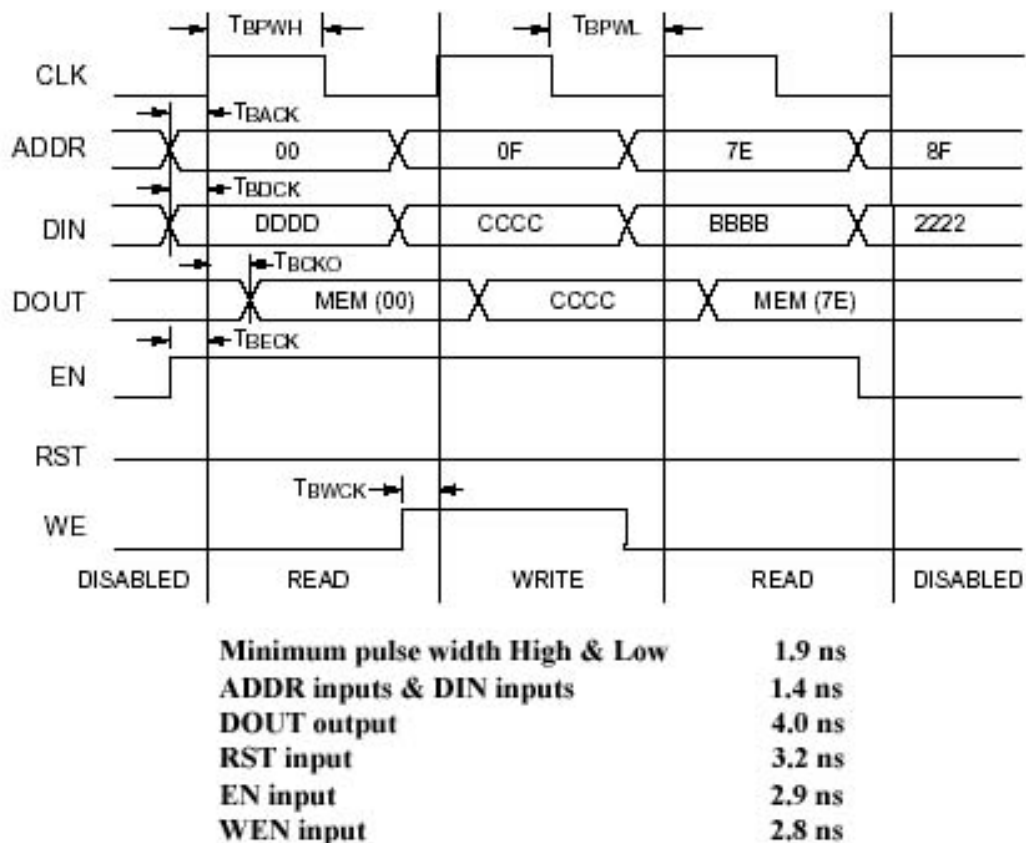 TBPWH TBPWL
CLK
TBACK
ADDR 00 0F 7E 8F
TBDCK
DIN DDDD CCCC BBBB 2222
TBCKO
DOUT MEM (00) CCCC MEM (7E)
TBECK
EN
RST
TBWCK
WE
DISABLED READ WRITE READ DISABLED
Minimum pulse width High & Low 1.9 ns
ADDR inputs & DIN inputs 1.4 ns
DOUT output 4.0 ns
RST input 3.2 ns
EN input 2.9 ns
WEN input 2.8 ns